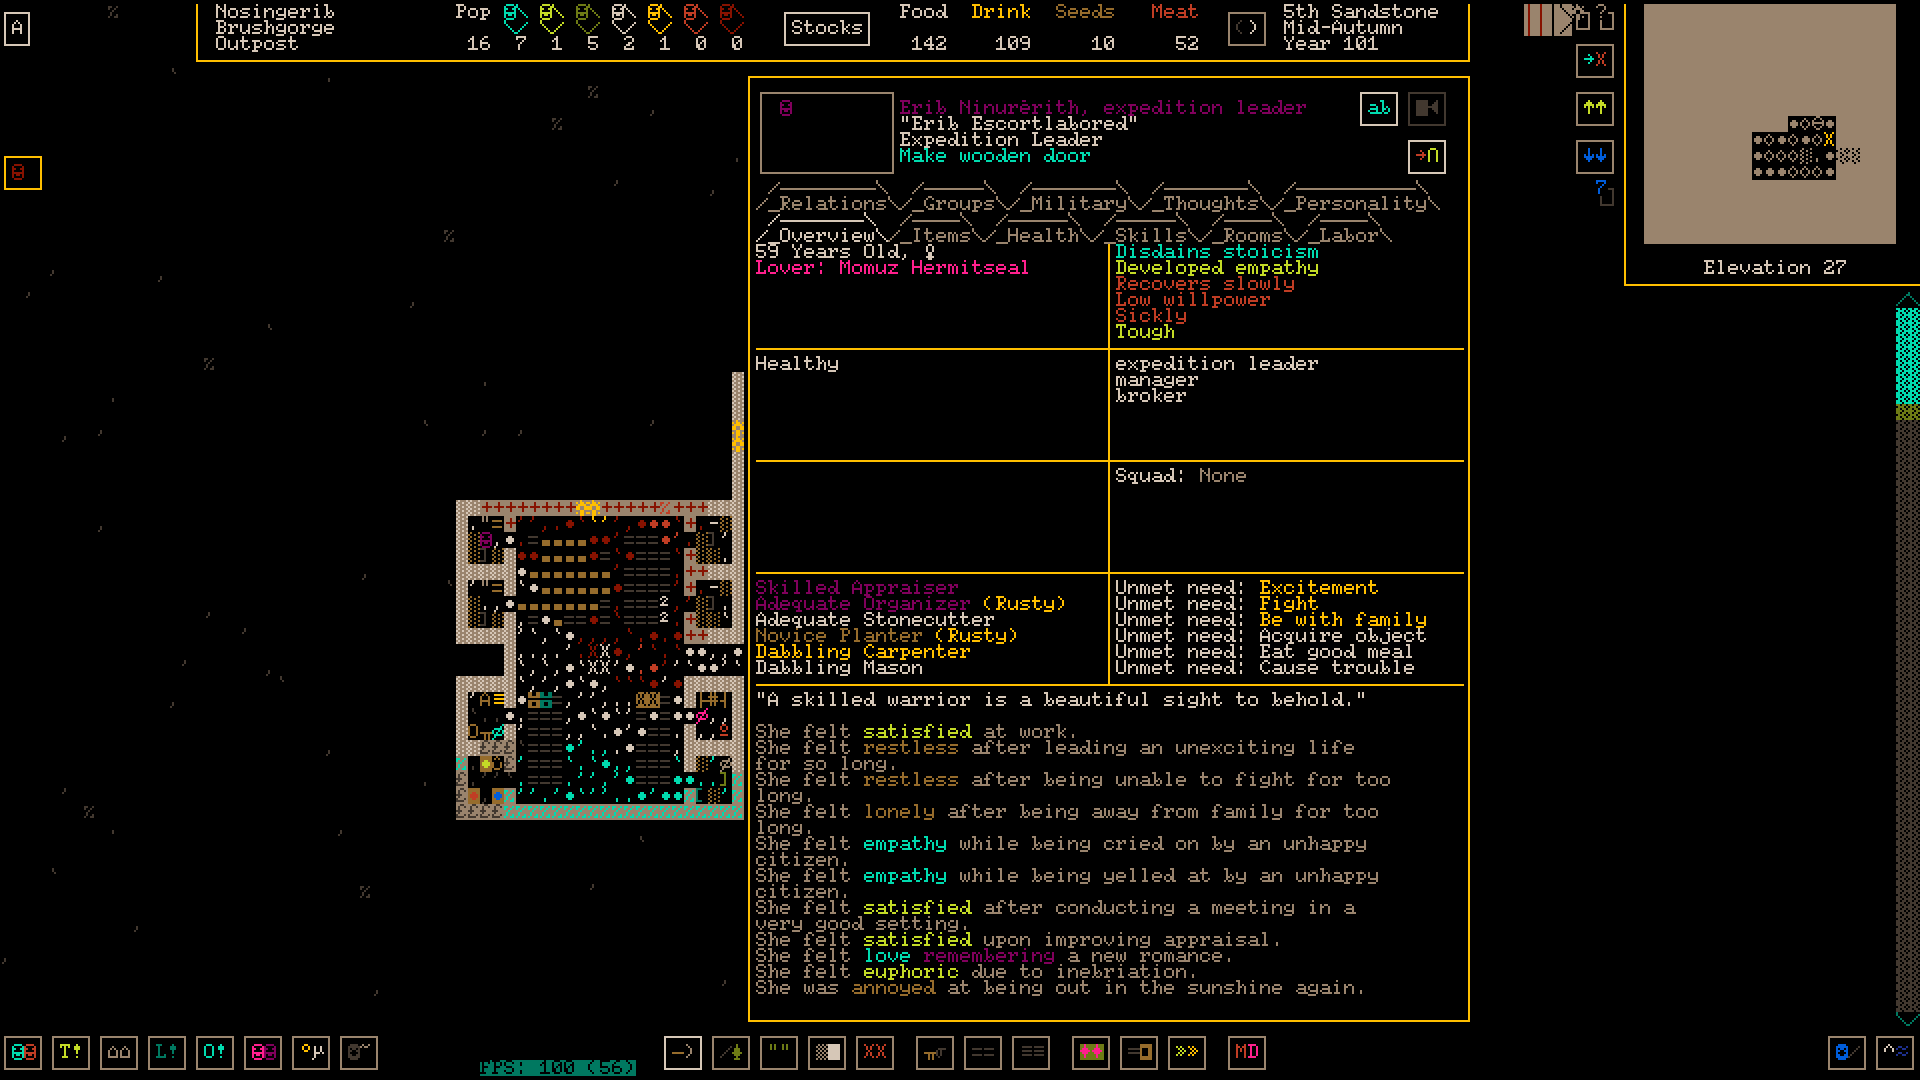 A
Nosingerib
Brushgorge
Outpost
Pop
16 7 1 5 2 1 0 0
Stocks
Food Drink Seeds Meat
142 109 10 52
5th Sandstone
Mid-Autumn
Year 101
Elevation 27
Erib Ninurërith, expedition leader
"Erib Escortlabored"
Expedition Leader
Make wooden door
ab
Relations Groups Military Thoughts Personality
Overview Items Health Skills Rooms Labor
59 Years Old, ♀
Lover: Momuz Hermitseal
Disdains stoicism
Developed empathy
Recovers slowly
Low willpower
Sickly
Tough
Healthy
expedition leader
manager
broker
Squad: None
Skilled Appraiser
Adequate Organizer (Rusty)
Adequate Stonecutter
Novice Planter (Rusty)
Dabbling Carpenter
Dabbling Mason
Unmet need: Excitement
Unmet need: Fight
Unmet need: Be with family
Unmet need: Acquire object
Unmet need: Eat good meal
Unmet need: Cause trouble
"A skilled warrior is a beautiful sight to behold."
She felt satisfied at work.
She felt restless after leading an unexciting life
for so long.
She felt restless after being unable to fight for too
long.
She felt lonely after being away from family for too
long.
She felt empathy while being cried on by an unhappy
citizen.
She felt empathy while being yelled at by an unhappy
citizen.
She felt satisfied after conducting a meeting in a
very good setting.
She felt satisfied upon improving appraisal.
She felt love remembering a new romance.
She felt euphoric due to inebriation.
She was annoyed at being out in the sunshine again.
FPS: 100 (56)
MD